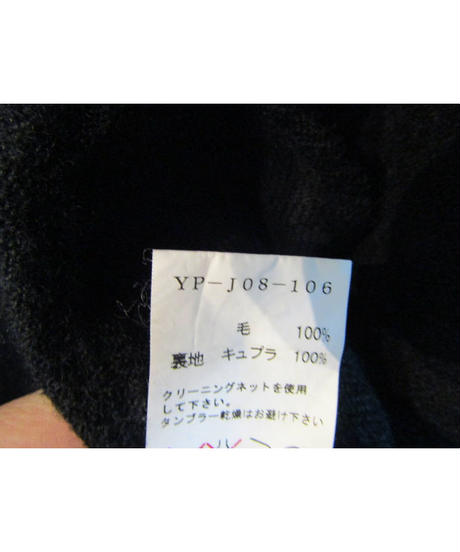 YP-J08-106
毛 100%
裏地 キュプラ 100%
クリーニングネットを使用
して下さい。
タンブラー乾燥はお避け下さい